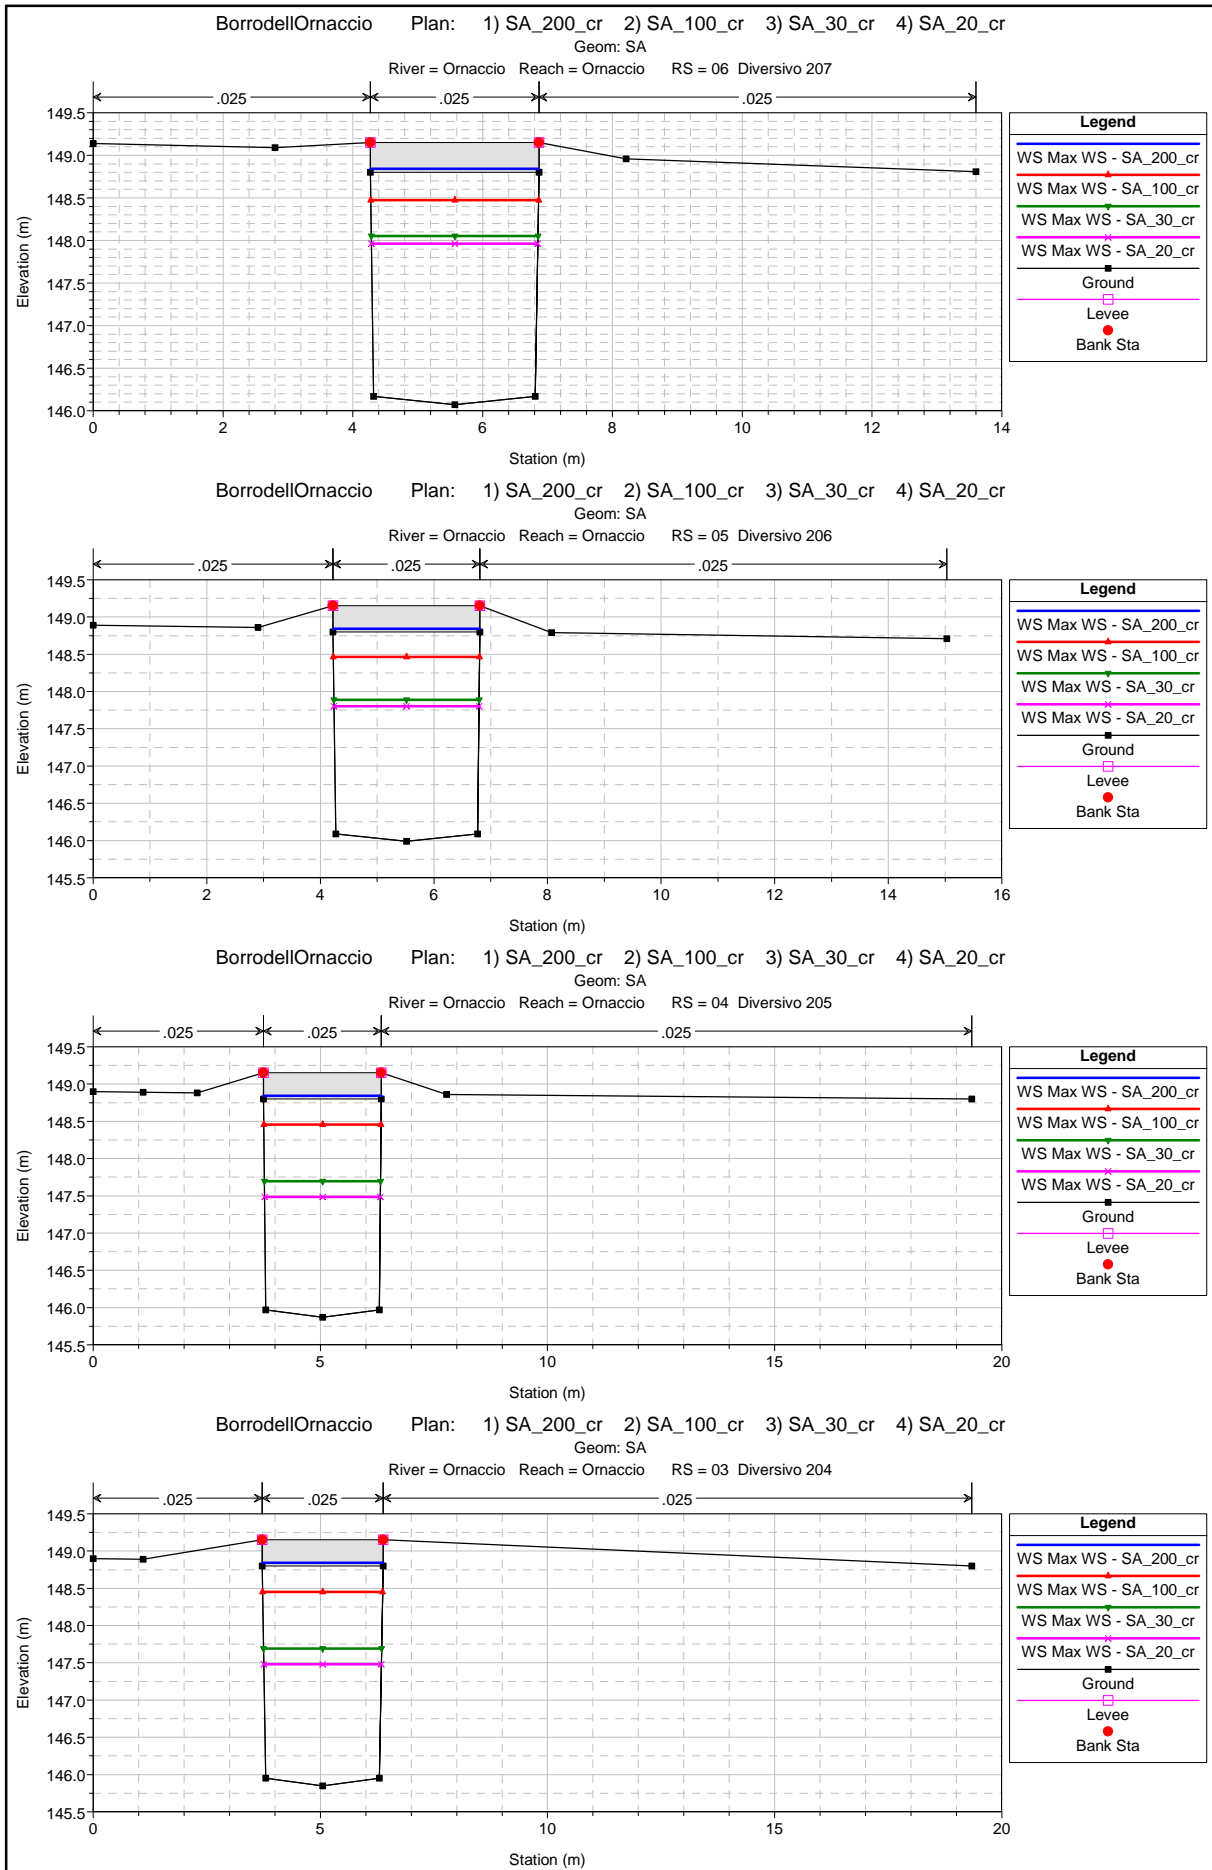 BorrodellOrnaccio Plan: 1) SA_200_cr 2) SA_100_cr 3) SA_30_cr 4) SA_20_cr
Geom: SA
River = Ornaccio Reach = Ornaccio RS = 06 Diversivo 207
.025 .025 .025
149.5
149.0
148.5
148.0
147.5
147.0
146.5
146.0
Elevation (m)
0 2 4 6 8 10 12 14
Station (m)
Legend
WS Max WS - SA_200_cr
WS Max WS - SA_100_cr
WS Max WS - SA_30_cr
WS Max WS - SA_20_cr
Ground
Levee
Bank Sta
BorrodellOrnaccio Plan: 1) SA_200_cr 2) SA_100_cr 3) SA_30_cr 4) SA_20_cr
Geom: SA
River = Ornaccio Reach = Ornaccio RS = 05 Diversivo 206
.025 .025 .025
149.5
149.0
148.5
148.0
147.5
147.0
146.5
146.0
145.5
Elevation (m)
0 2 4 6 8 10 12 14 16
Station (m)
Legend
WS Max WS - SA_200_cr
WS Max WS - SA_100_cr
WS Max WS - SA_30_cr
WS Max WS - SA_20_cr
Ground
Levee
Bank Sta
BorrodellOrnaccio Plan: 1) SA_200_cr 2) SA_100_cr 3) SA_30_cr 4) SA_20_cr
Geom: SA
River = Ornaccio Reach = Ornaccio RS = 04 Diversivo 205
.025 .025 .025
149.5
149.0
148.5
148.0
147.5
147.0
146.5
146.0
145.5
Elevation (m)
0 5 10 15 20
Station (m)
Legend
WS Max WS - SA_200_cr
WS Max WS - SA_100_cr
WS Max WS - SA_30_cr
WS Max WS - SA_20_cr
Ground
Levee
Bank Sta
BorrodellOrnaccio Plan: 1) SA_200_cr 2) SA_100_cr 3) SA_30_cr 4) SA_20_cr
Geom: SA
River = Ornaccio Reach = Ornaccio RS = 03 Diversivo 204
.025 .025 .025
149.5
149.0
148.5
148.0
147.5
147.0
146.5
146.0
145.5
Elevation (m)
0 5 10 15 20
Station (m)
Legend
WS Max WS - SA_200_cr
WS Max WS - SA_100_cr
WS Max WS - SA_30_cr
WS Max WS - SA_20_cr
Ground
Levee
Bank Sta